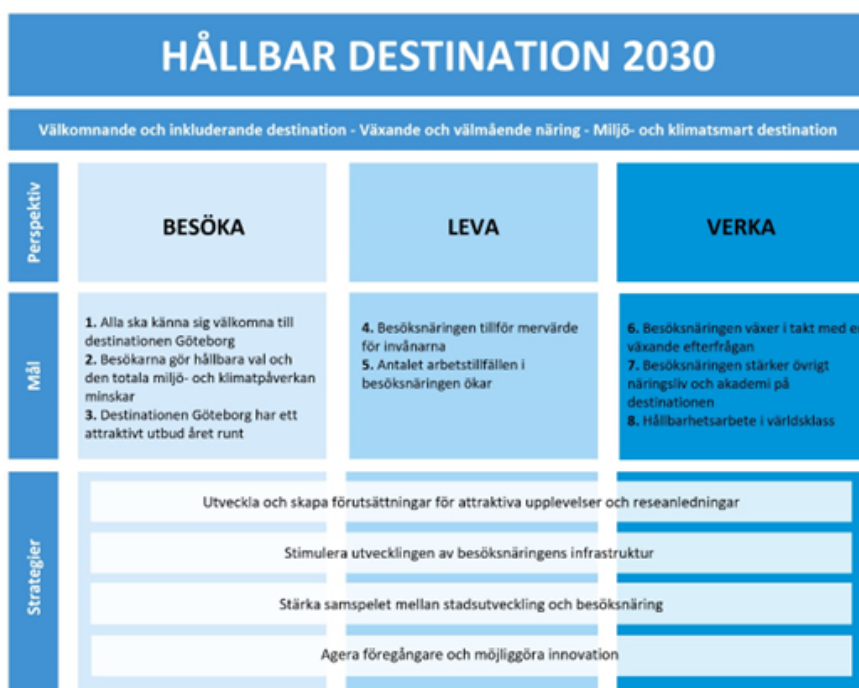 HÅLLBAR DESTINATION 2030
Välkomnande och inkluderande destination - Växande och välmående näring - Miljö- och klimatsmart destination
Perspektiv
BESÖKA
LEVA
VERKA
Mål
1. Alla ska känna sig välkomna till
destinationen Göteborg
2. Besökarna gör hållbara val och
den totala miljö- och klimatpåverkan
minskar
3. Destinationen Göteborg har ett
attraktivt utbud året runt
4. Besöksnäringen tillför mervärde
för invånarna
5. Antalet arbetstillfällen i
besöksnäringen ökar
6. Besöksnäringen växer i takt med e
växande efterfrågan
7. Besöksnäringen stärker övrigt
näringsliv och akademi på
destinationen
8. Hållbarhetsarbete i världsklass
Strategier
Utveckla och skapa förutsättningar för attraktiva upplevelser och reseanledningar
Stimulera utvecklingen av besöksnäringens infrastruktur
Stärka samspelet mellan stadsutveckling och besöksnäring
Agera föregångare och möjliggöra innovation